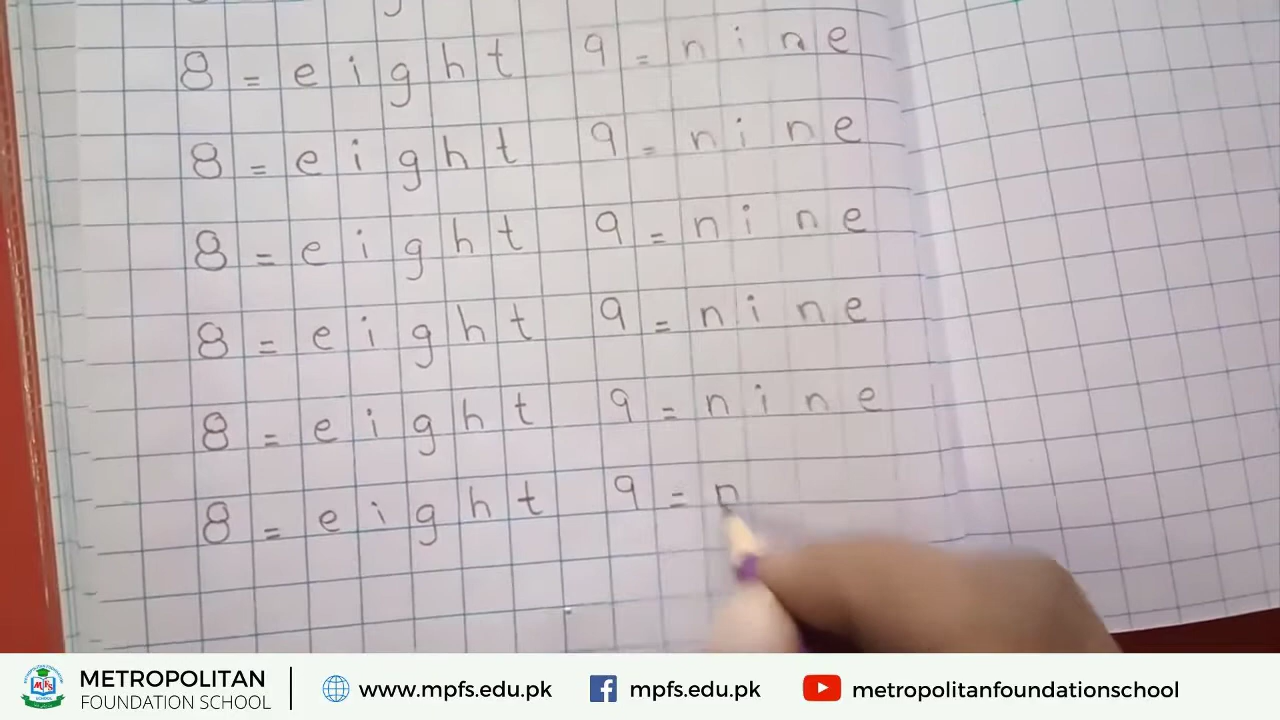 8 = eight 9 = nine
8 = eight 9 = nine
8 = eight 9 = nine
8 = eight 9 = nine
8 = eight 9 = nine
8 = eight 9 = n
MPFS
METROPOLITAN
FOUNDATION SCHOOL
www.mpfs.edu.pk
mpfs.edu.pk
metropolitanfoundationschool